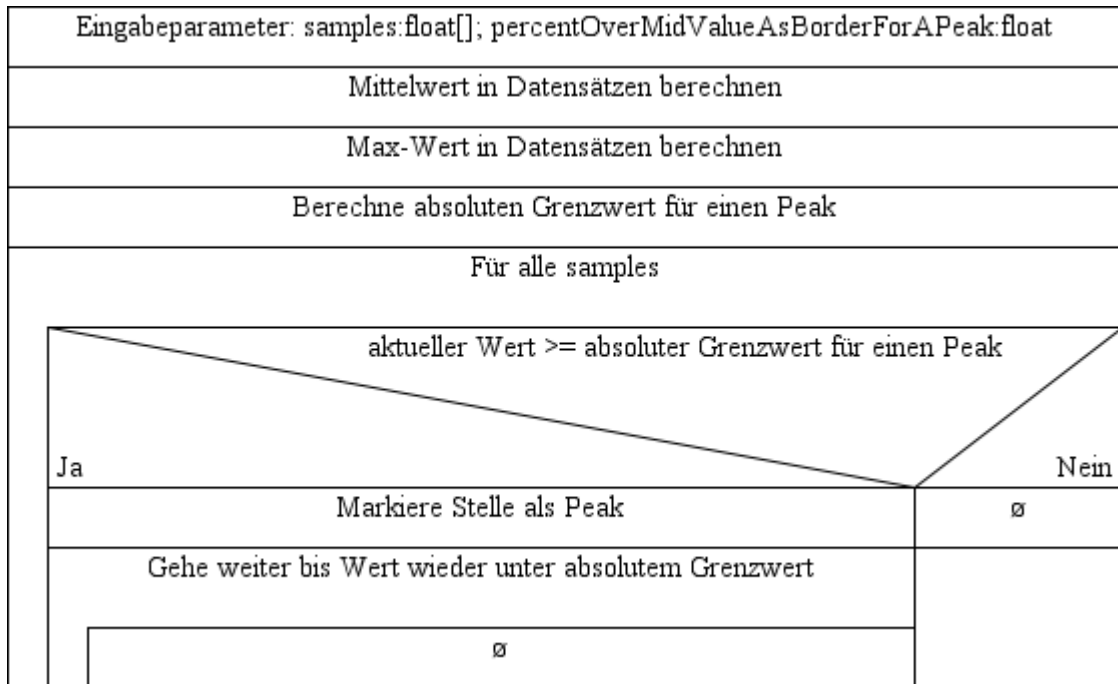 Eingabeparameter: samples:float[]; percentOverMidValueAsBorderForAPeak:float
Mittelwert in Datensätzen berechnen
Max-Wert in Datensätzen berechnen
Berechne absoluten Grenzwert für einen Peak
Für alle samples
aktueller Wert >= absoluter Grenzwert für einen Peak
Ja
Nein
Markiere Stelle als Peak
ø
Gehe weiter bis Wert wieder unter absolutem Grenzwert
ø